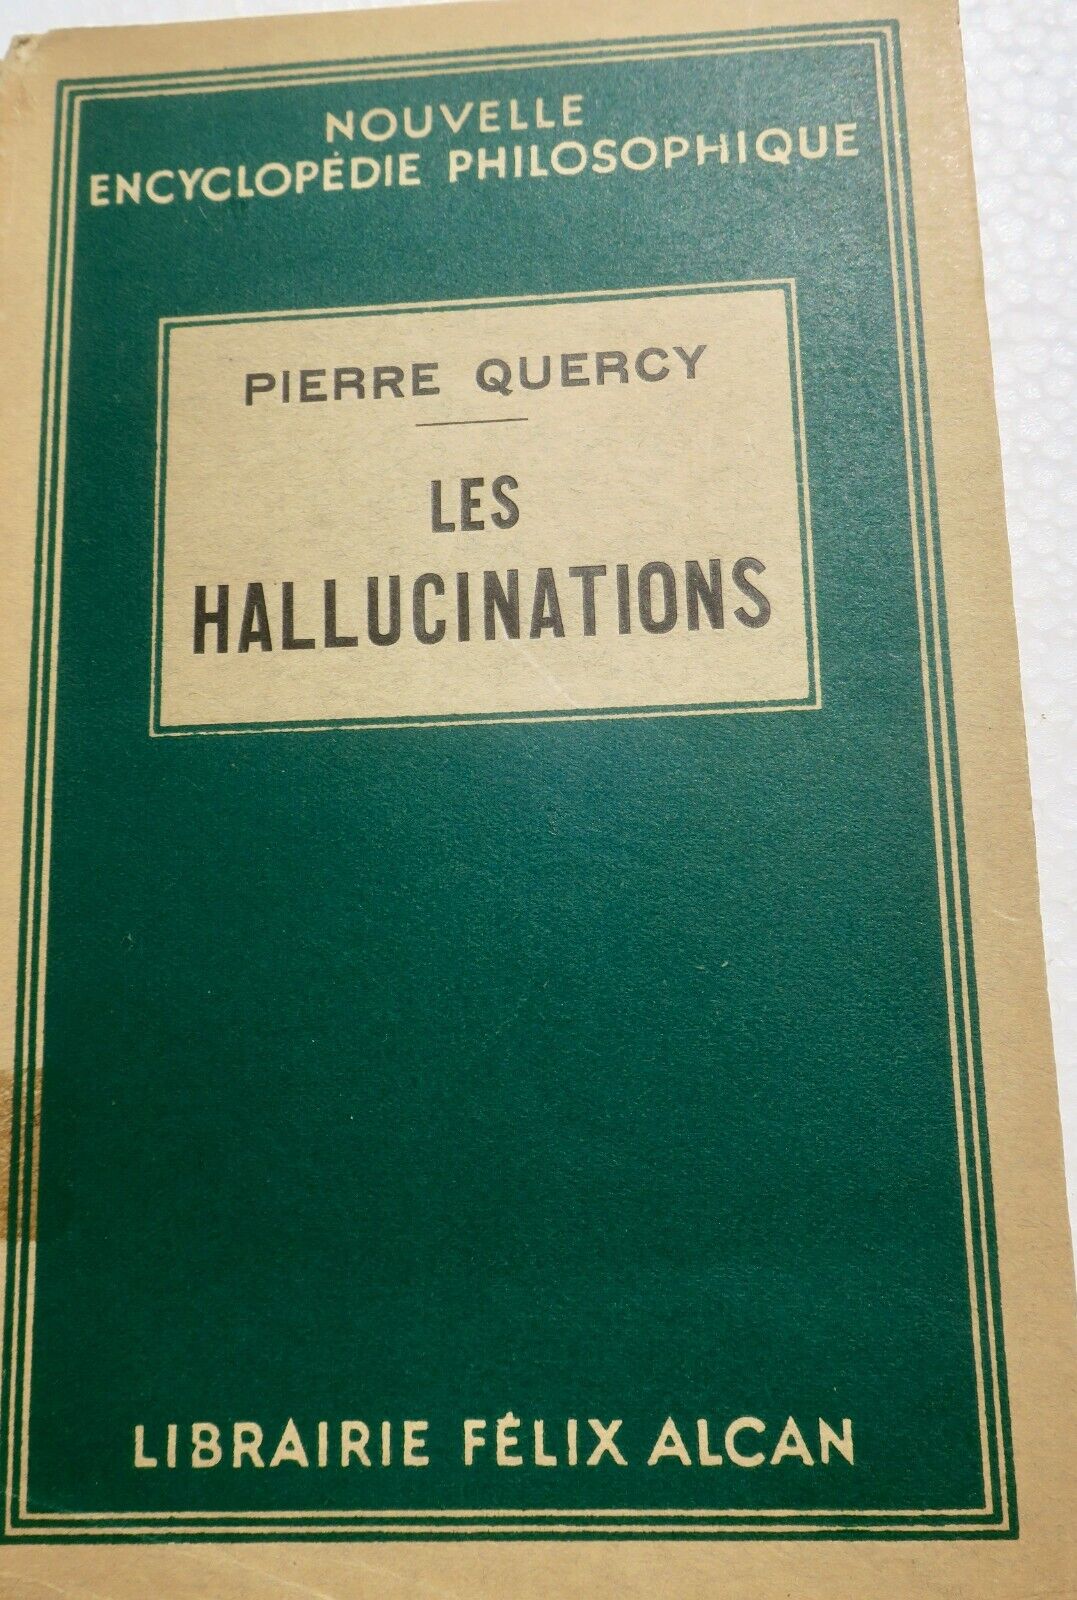 NOUVELLE
ENCYCLOPÉDIE PHILOSOPHIQUE
PIERRE QUERCY
LES
HALLUCINATIONS
LIBRAIRIE FÉLIX ALCAN